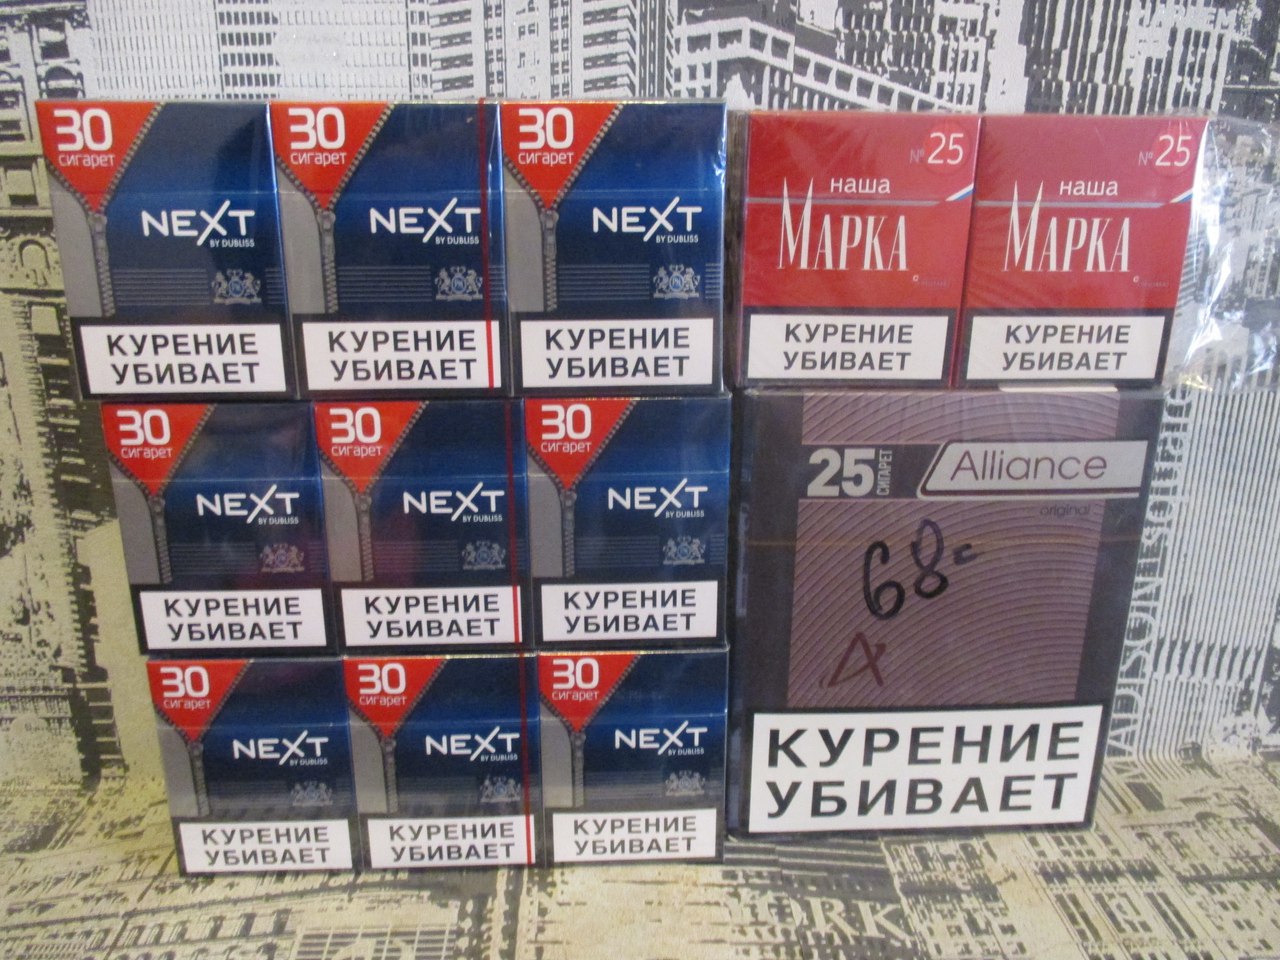 30
сигарет
NEXT
BY DUBLISS
КУРЕНИЕ
УБИВАЕТ
30
сигарет
NEXT
BY DUBLISS
КУРЕНИЕ
УБИВАЕТ
30
сигарет
NEXT
BY DUBLISS
КУРЕНИЕ
УБИВАЕТ
№ 25
наша
МАРКА
КУРЕНИЕ
УБИВАЕТ
№ 25
наша
МАРКА
КУРЕНИЕ
УБИВАЕТ
30
сигарет
NEXT
BY DUBLISS
КУРЕНИЕ
УБИВАЕТ
30
сигарет
NEXT
BY DUBLISS
КУРЕНИЕ
УБИВАЕТ
30
сигарет
NEXT
BY DUBLISS
КУРЕНИЕ
УБИВАЕТ
25 СИГАРЕТ
Alliance
original
68
А
КУРЕНИЕ
УБИВАЕТ
30
сигарет
NEXT
BY DUBLISS
КУРЕНИЕ
УБИВАЕТ
30
сигарет
NEXT
BY DUBLISS
КУРЕНИЕ
УБИВАЕТ
30
сигарет
NEXT
BY DUBLISS
КУРЕНИЕ
УБИВАЕТ